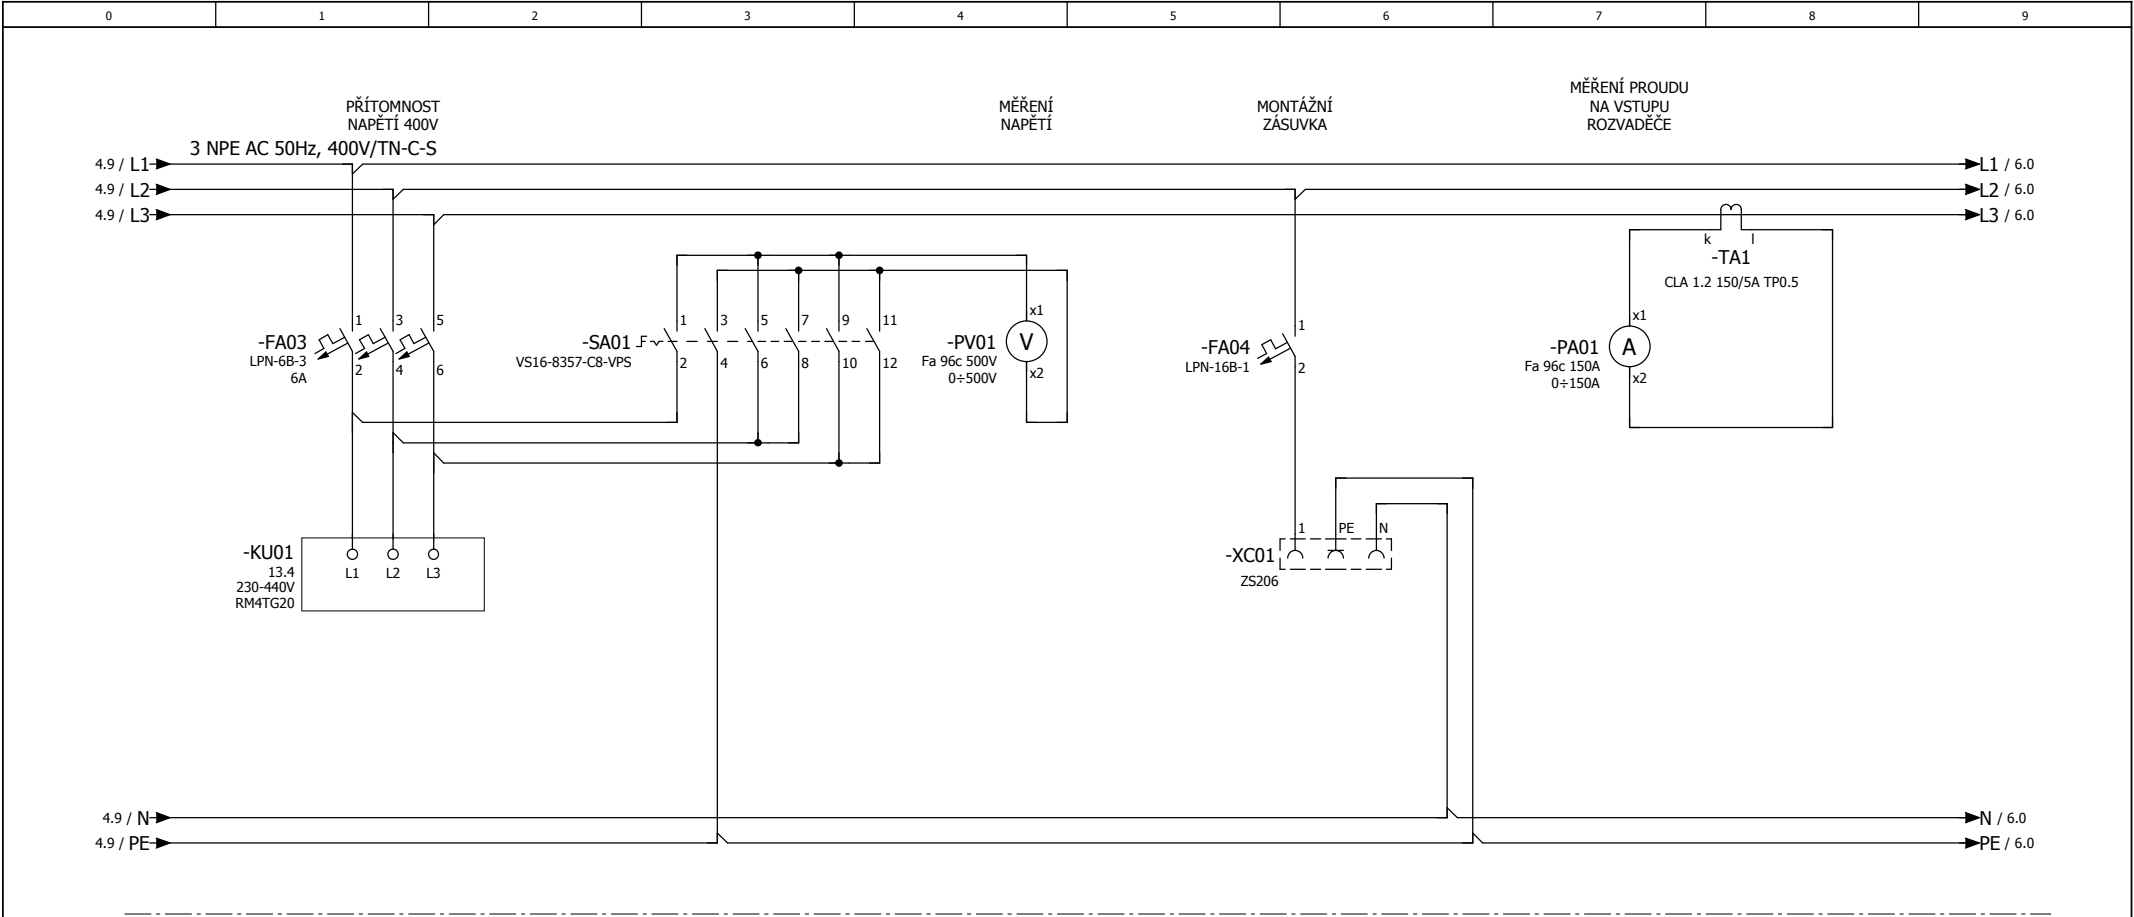 0 1 2 3 4 5 6 7 8 9
PŘÍTOMNOST
NAPĚTÍ 400V
MĚŘENÍ
NAPĚTÍ
MONTÁŽNÍ
ZÁSUVKA
MĚŘENÍ PROUDU
NA VSTUPU
ROZVADĚČE
3 NPE AC 50Hz, 400V/TN-C-S
4.9 / L1
L1 / 6.0
4.9 / L2
L2 / 6.0
4.9 / L3
L3 / 6.0
k l
-TA1
CLA 1.2 150/5A TP0.5
-FA03
LPN-6B-3
6A
1 3 5
2 4 6
-SA01
VS16-8357-C8-VPS
1 3 5 7 9 11
2 4 6 8 10 12
-PV01
Fa 96c 500V
0÷500V
x1
V
x2
-FA04
LPN-16B-1
1
2
-PA01
Fa 96c 150A
0÷150A
x1
A
x2
-KU01
13.4
230-440V
RM4TG20
L1 L2 L3
-XC01
ZS206
1 PE N
4.9 / N
N / 6.0
4.9 / PE
PE / 6.0